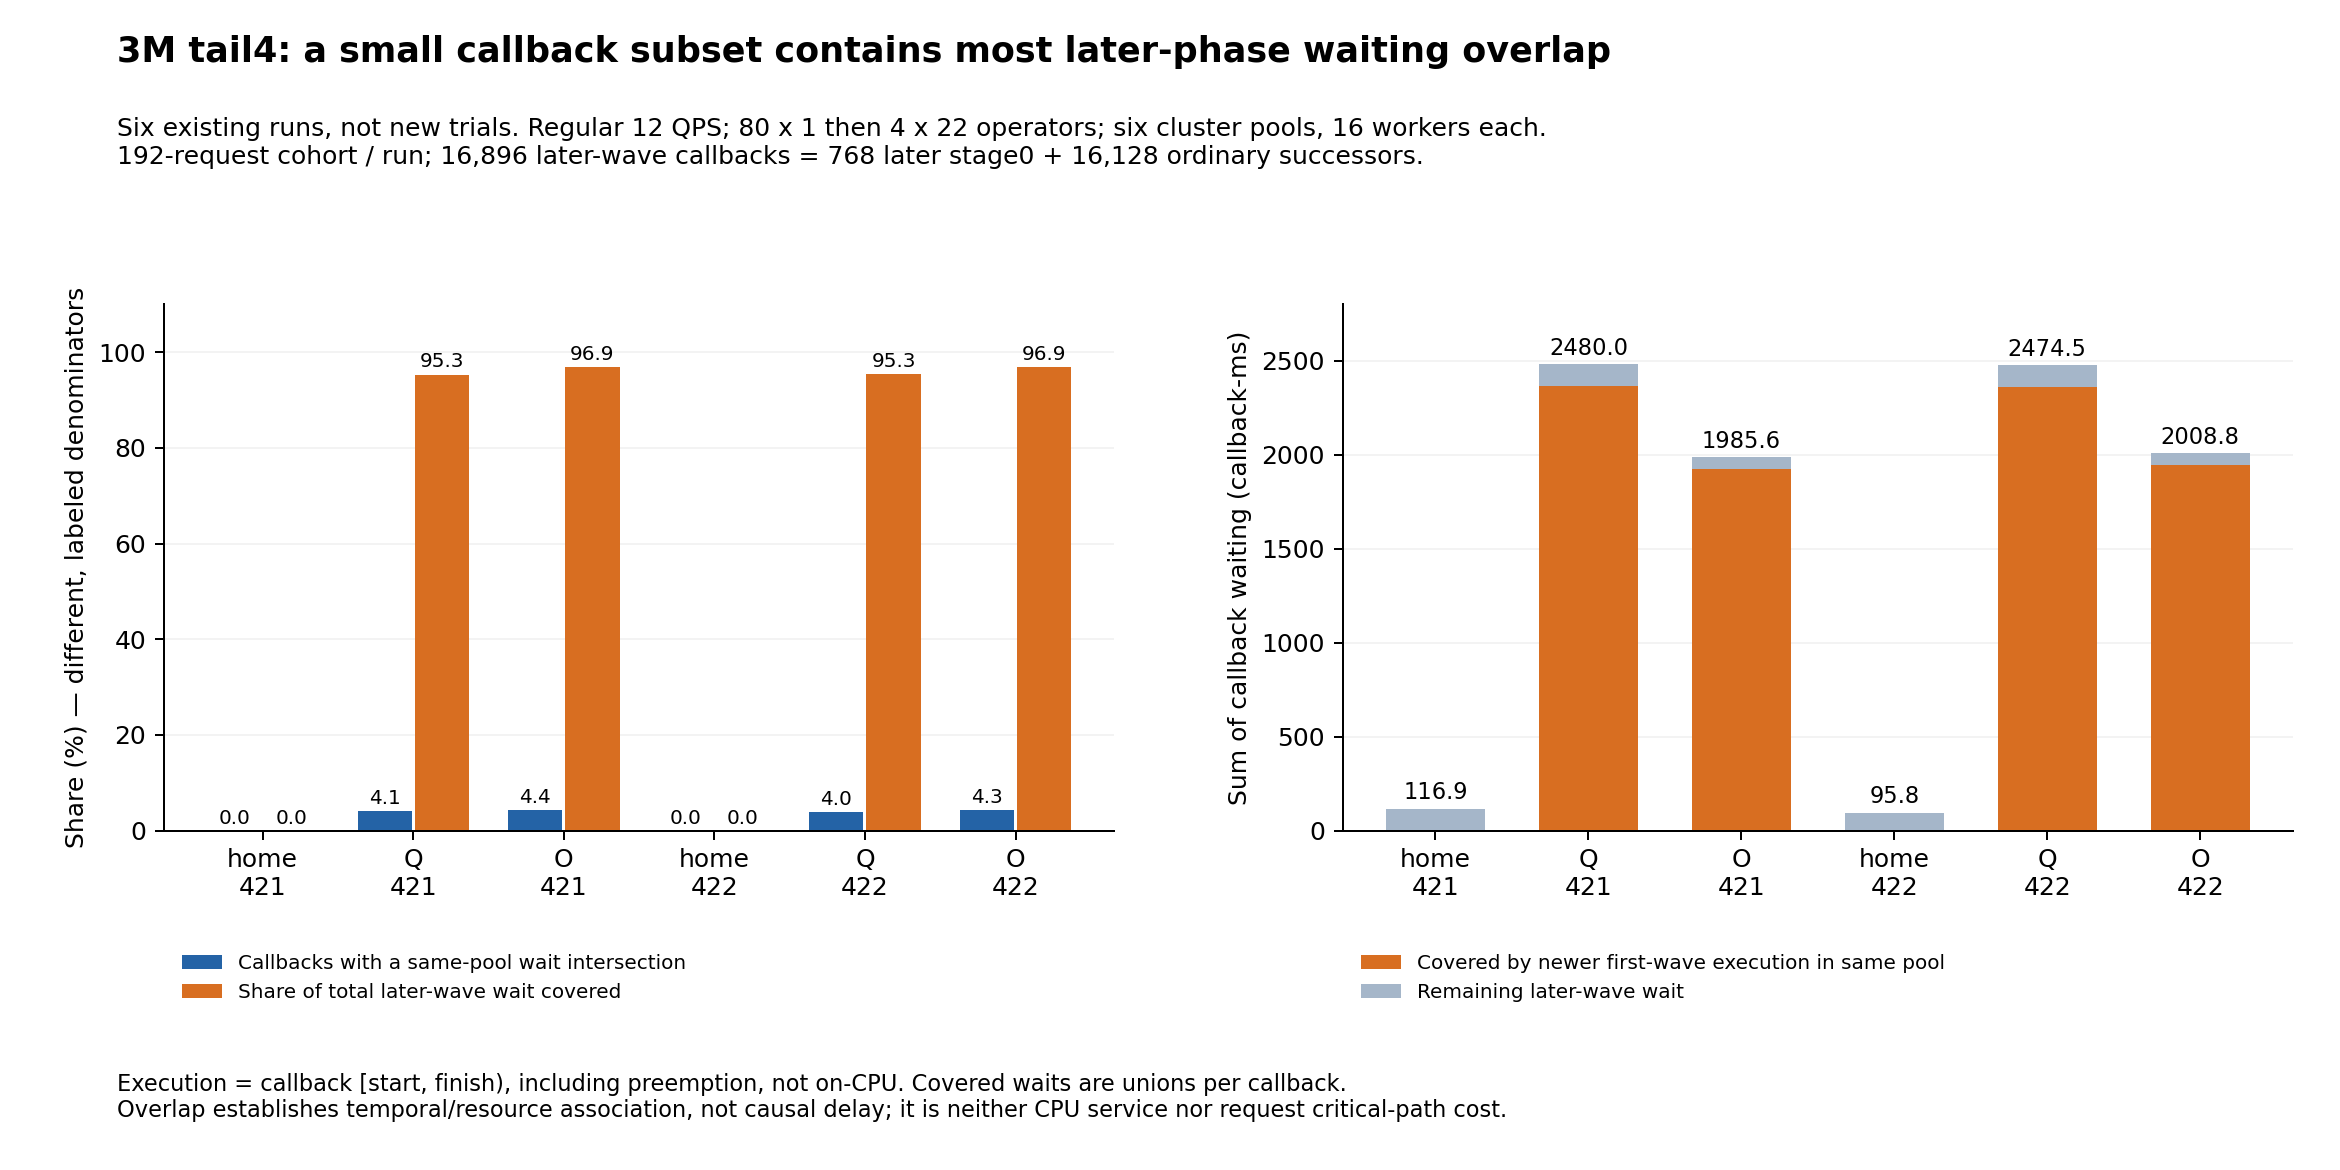 3M tail4: a small callback subset contains most later-phase waiting overlap
Six existing runs, not new trials. Regular 12 QPS; 80 x 1 then 4 x 22 operators; six cluster pools, 16 workers each.
192-request cohort / run; 16,896 later-wave callbacks = 768 later stage0 + 16,128 ordinary successors.
Share (%) — different, labeled denominators
100
80
60
40
20
0
0.0 0.0
4.1 95.3
4.4 96.9
0.0 0.0
4.0 95.3
4.3 96.9
home Q O home Q O
421 421 421 422 422 422
Callbacks with a same-pool wait intersection
Share of total later-wave wait covered
Sum of callback waiting (callback-ms)
2500
2000
1500
1000
500
0
116.9
2480.0
1985.6
95.8
2474.5
2008.8
home Q O home Q O
421 421 421 422 422 422
Covered by newer first-wave execution in same pool
Remaining later-wave wait
Execution = callback [start, finish), including preemption, not on-CPU. Covered waits are unions per callback.
Overlap establishes temporal/resource association, not causal delay; it is neither CPU service nor request critical-path cost.